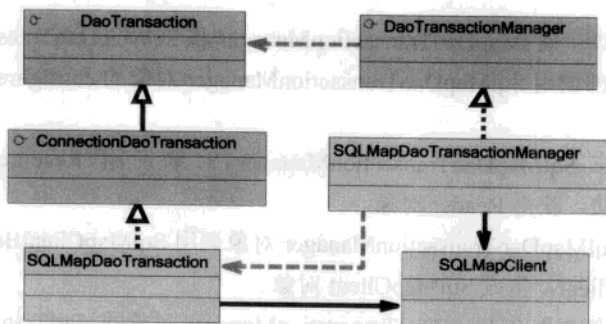 DaoTransaction
DaoTransactionManager
ConnectionDaoTransaction
SQLMapDaoTransactionManager
SQLMapDaoTransaction
SQLMapClient